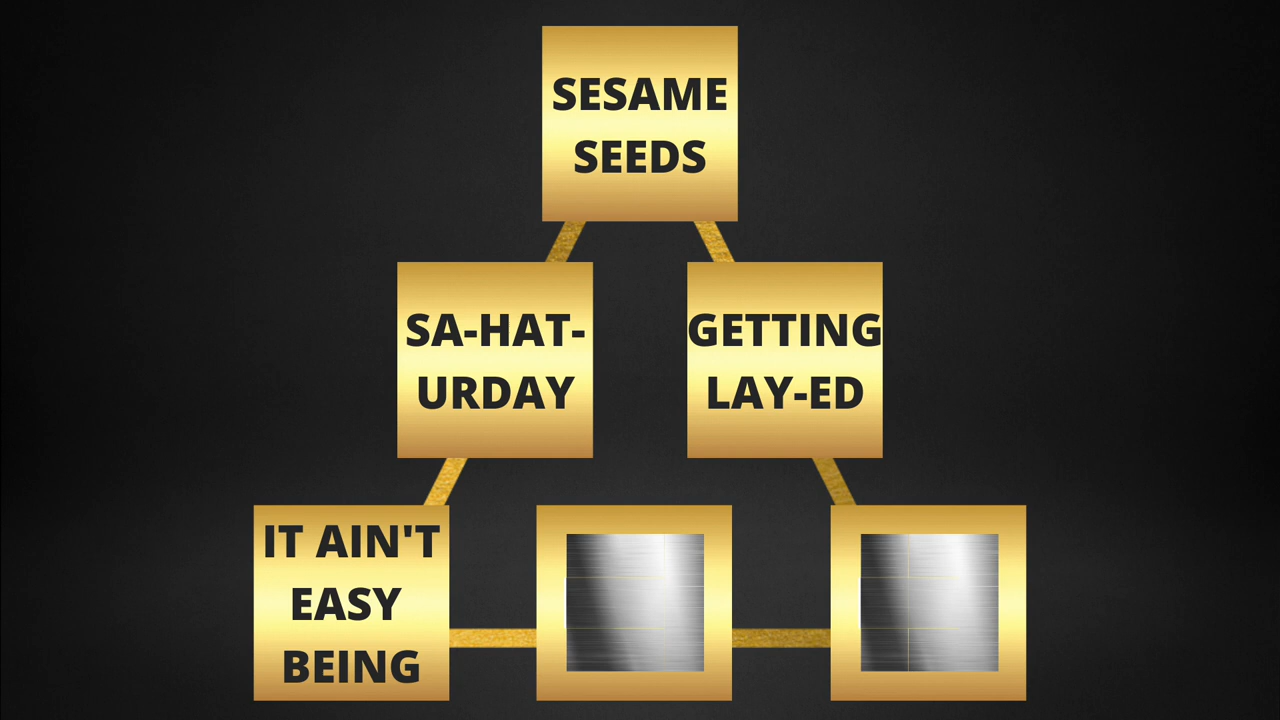 SESAME
SEEDS
SA-HAT-
URDAY
GETTING
LAY-ED
IT AIN'T
EASY
BEING